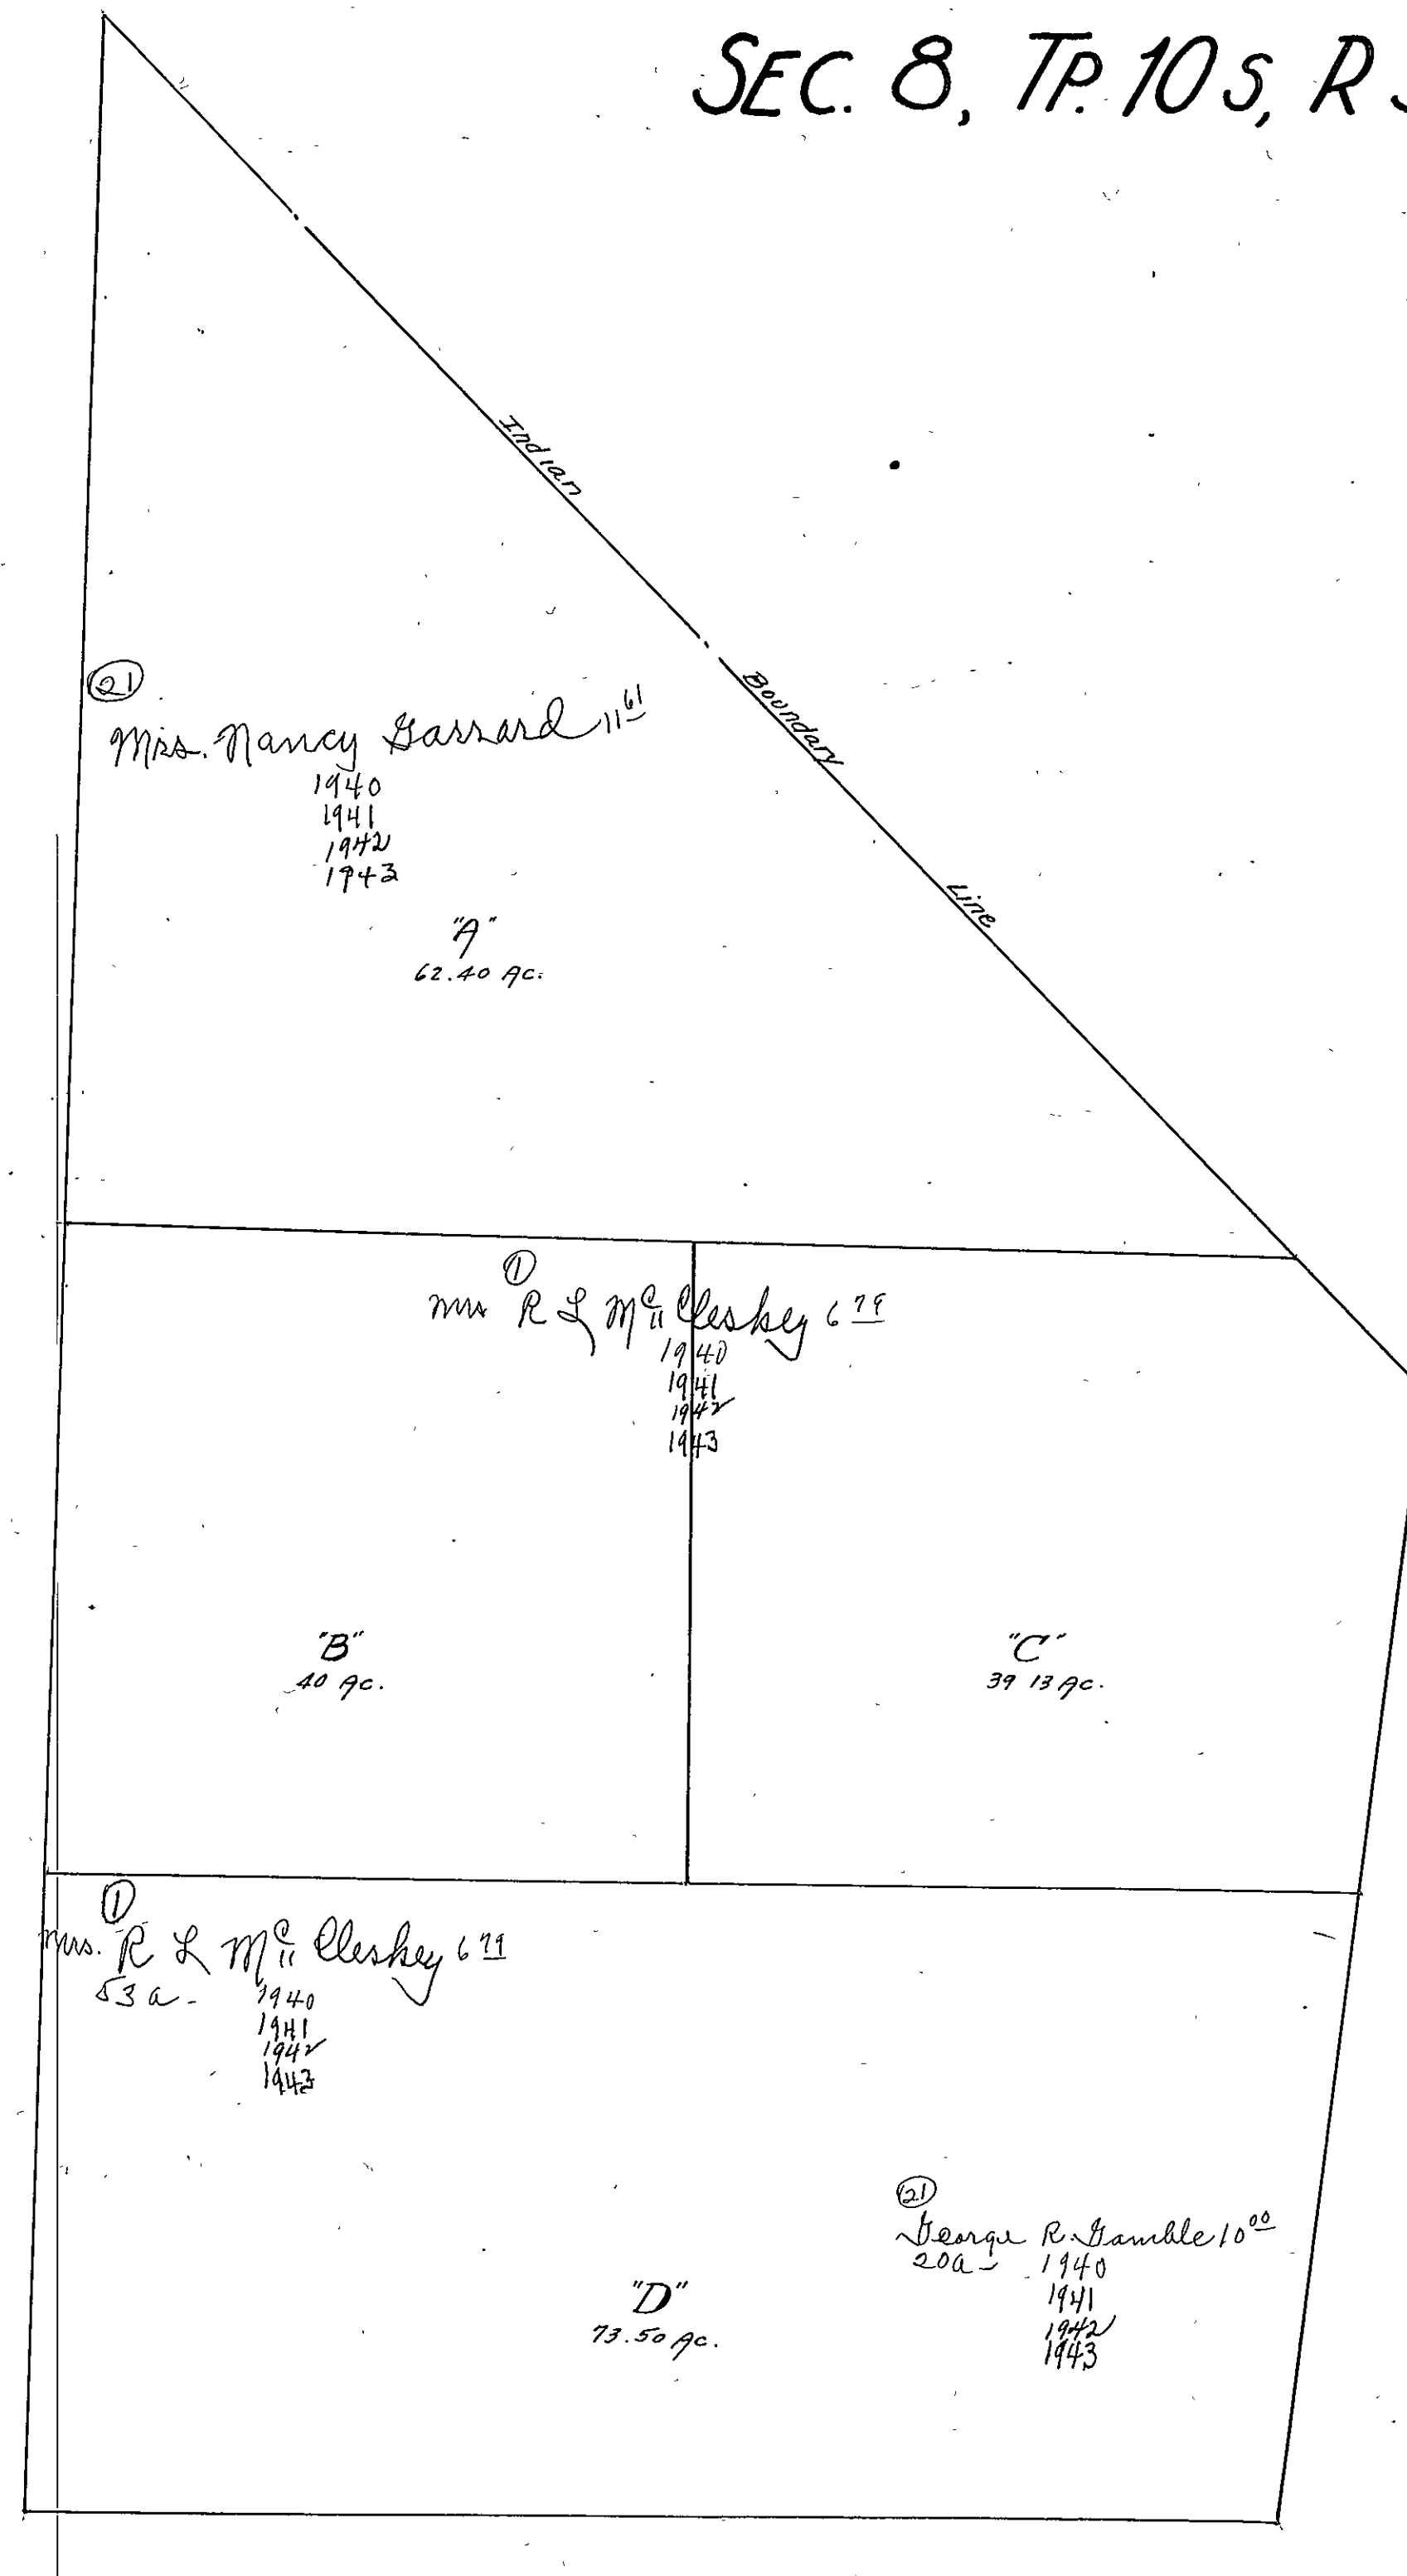 SEC. 8, TP. 10 S, R
Indian
Boundary
Line
21
Mrs. Nancy Garrard 11 61
1940
1941
1942
1943
"A"
62.40 Ac.
1
Mrs R L McCleskey 6 79
1940
1941
1942
1943
"B"
40 Ac.
"C"
39 13 Ac.
1
Mrs. R L McCleskey 6 79
53 a -
1940
1941
1942
1943
21
George R. Gamble 10 00
20a - 1940
1941
1942
1943
"D"
73.50 Ac.